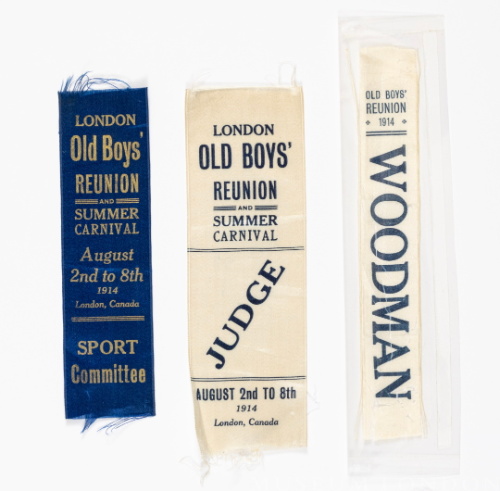 LONDON
Old Boys'
REUNION
AND
SUMMER
CARNIVAL
August
2nd to 8th
1914
London, Canada
SPORT
Committee
LONDON
OLD BOYS'
REUNION
AND
SUMMER
CARNIVAL
JUDGE
AUGUST 2nd TO 8th
1914
London, Canada
OLD BOYS'
REUNION
1914
WOODMAN